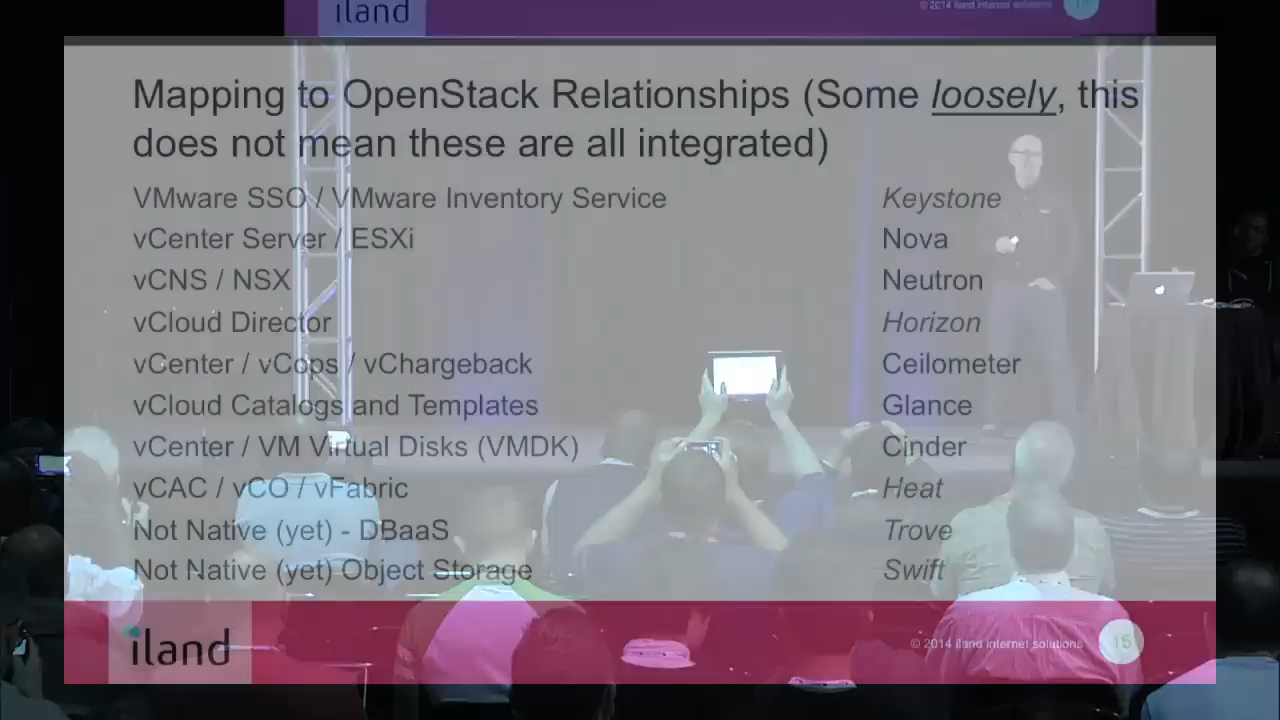 iland
© 2014 iland internet solutions
Mapping to OpenStack Relationships (Some loosely, this
does not mean these are all integrated)
VMware SSO / VMware Inventory Service Keystone
vCenter Server / ESXi Nova
vCNS / NSX Neutron
vCloud Director Horizon
vCenter / vCops / vChargeback Ceilometer
vCloud Catalogs and Templates Glance
vCenter / VM Virtual Disks (VMDK) Cinder
vCAC / vCO / vFabric Heat
Not Native (yet) - DBaaS Trove
Not Native (yet) Object Storage Swift
iland
© 2014 iland internet solutions 15